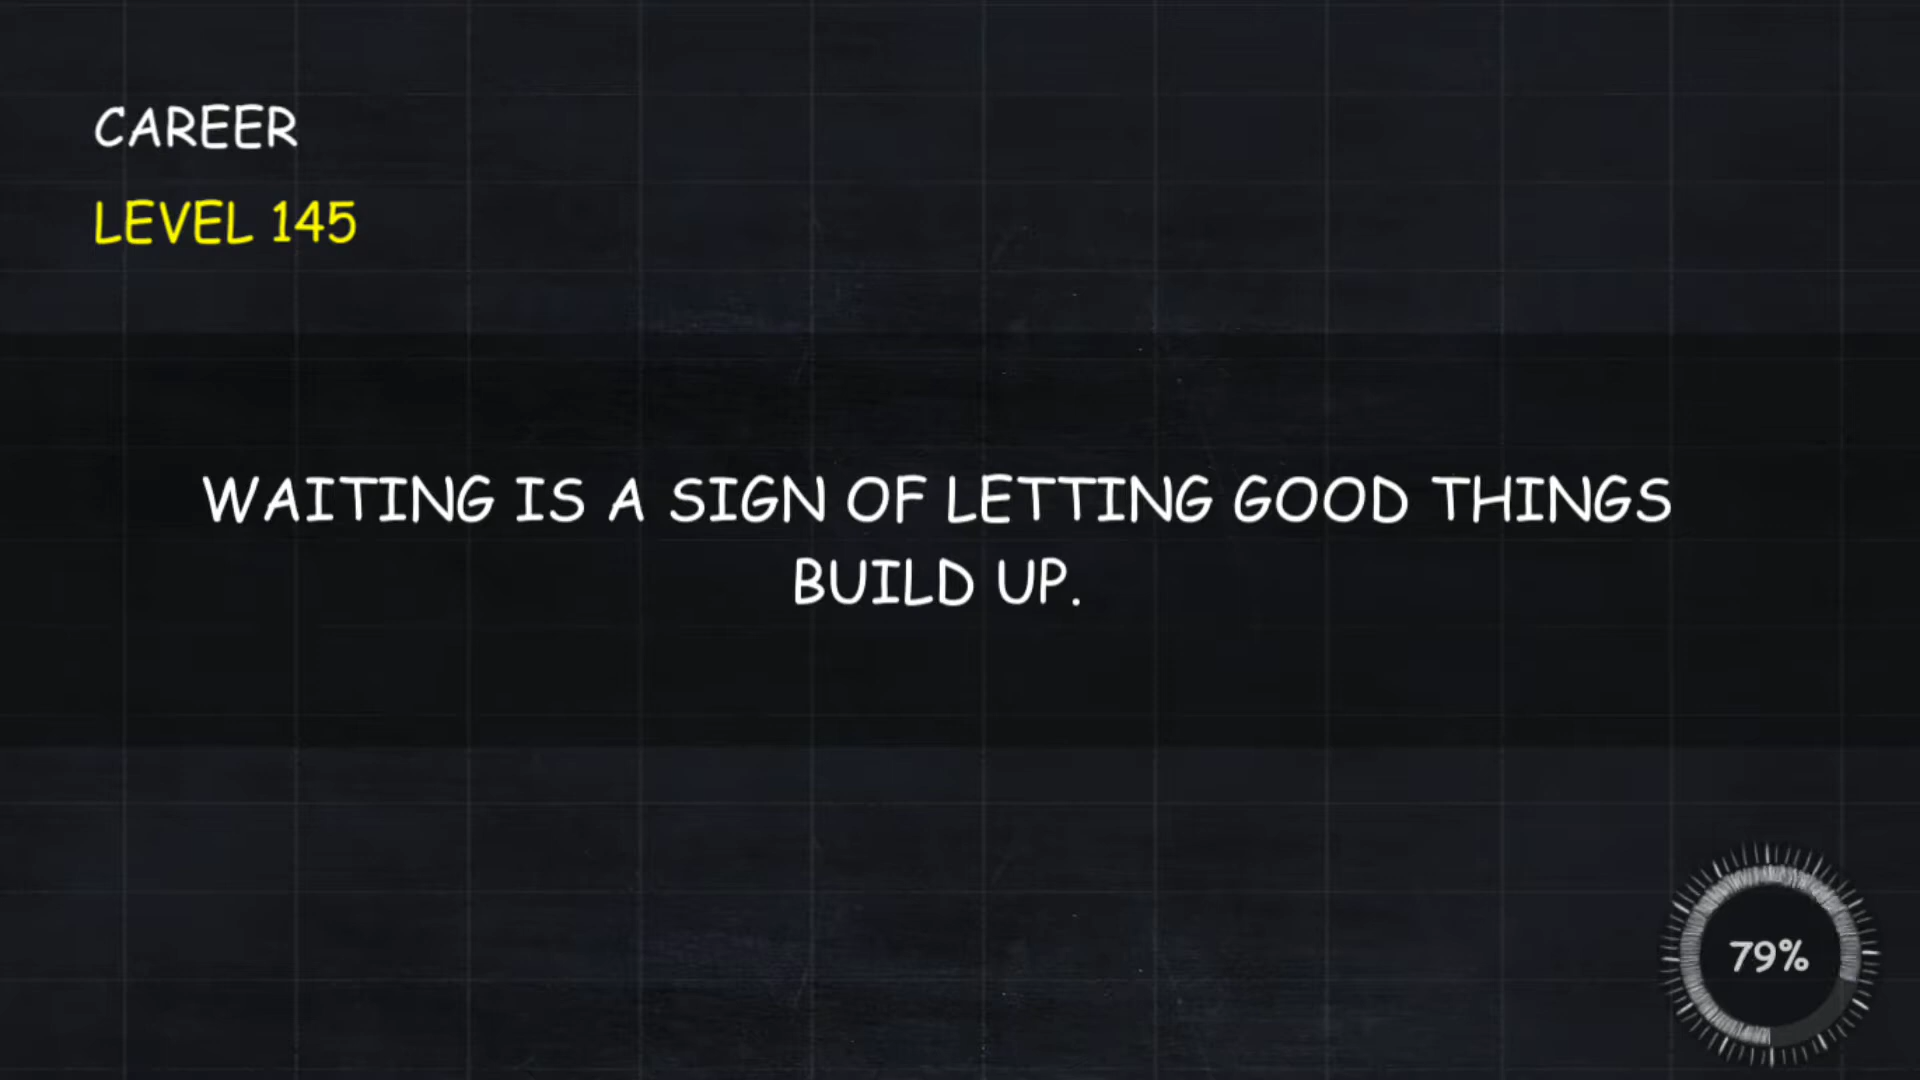 CAREER
LEVEL 145
WAITING IS A SIGN OF LETTING GOOD THINGS
BUILD UP.
79%